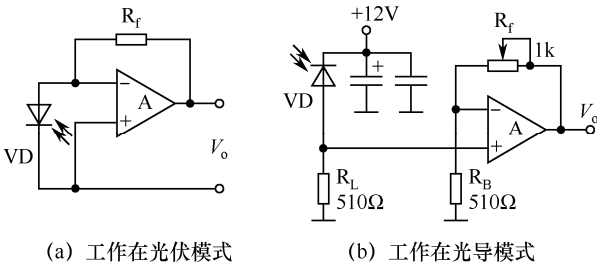 +12V
R_f
R_f
1k
VD
A
V_o
VD
A
V_o
R_L
510Ω
R_B
510Ω
(a) 工作在光伏模式
(b) 工作在光导模式